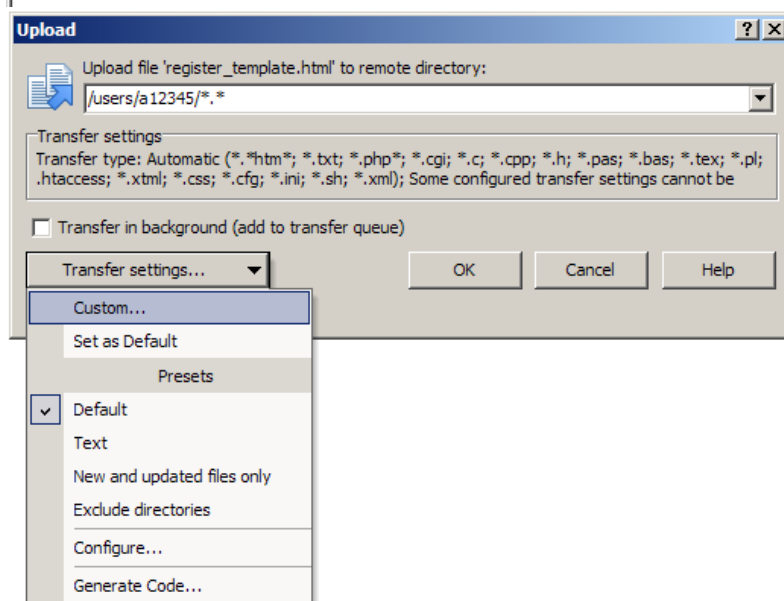 Upload
Upload file 'register_template.html' to remote directory:
/users/a12345/*.*
Transfer settings
Transfer type: Automatic (*.*htm*; *.txt; *.php*; *.cgi; *.c; *.cpp; *.h; *.pas; *.bas; *.tex; *.pl;
.htaccess; *.xtml; *.css; *.cfg; *.ini; *.sh; *.xml); Some configured transfer settings cannot be
Transfer in background (add to transfer queue)
Transfer settings... OK Cancel Help
Custom...
Set as Default
Presets
Default
Text
New and updated files only
Exclude directories
Configure...
Generate Code...